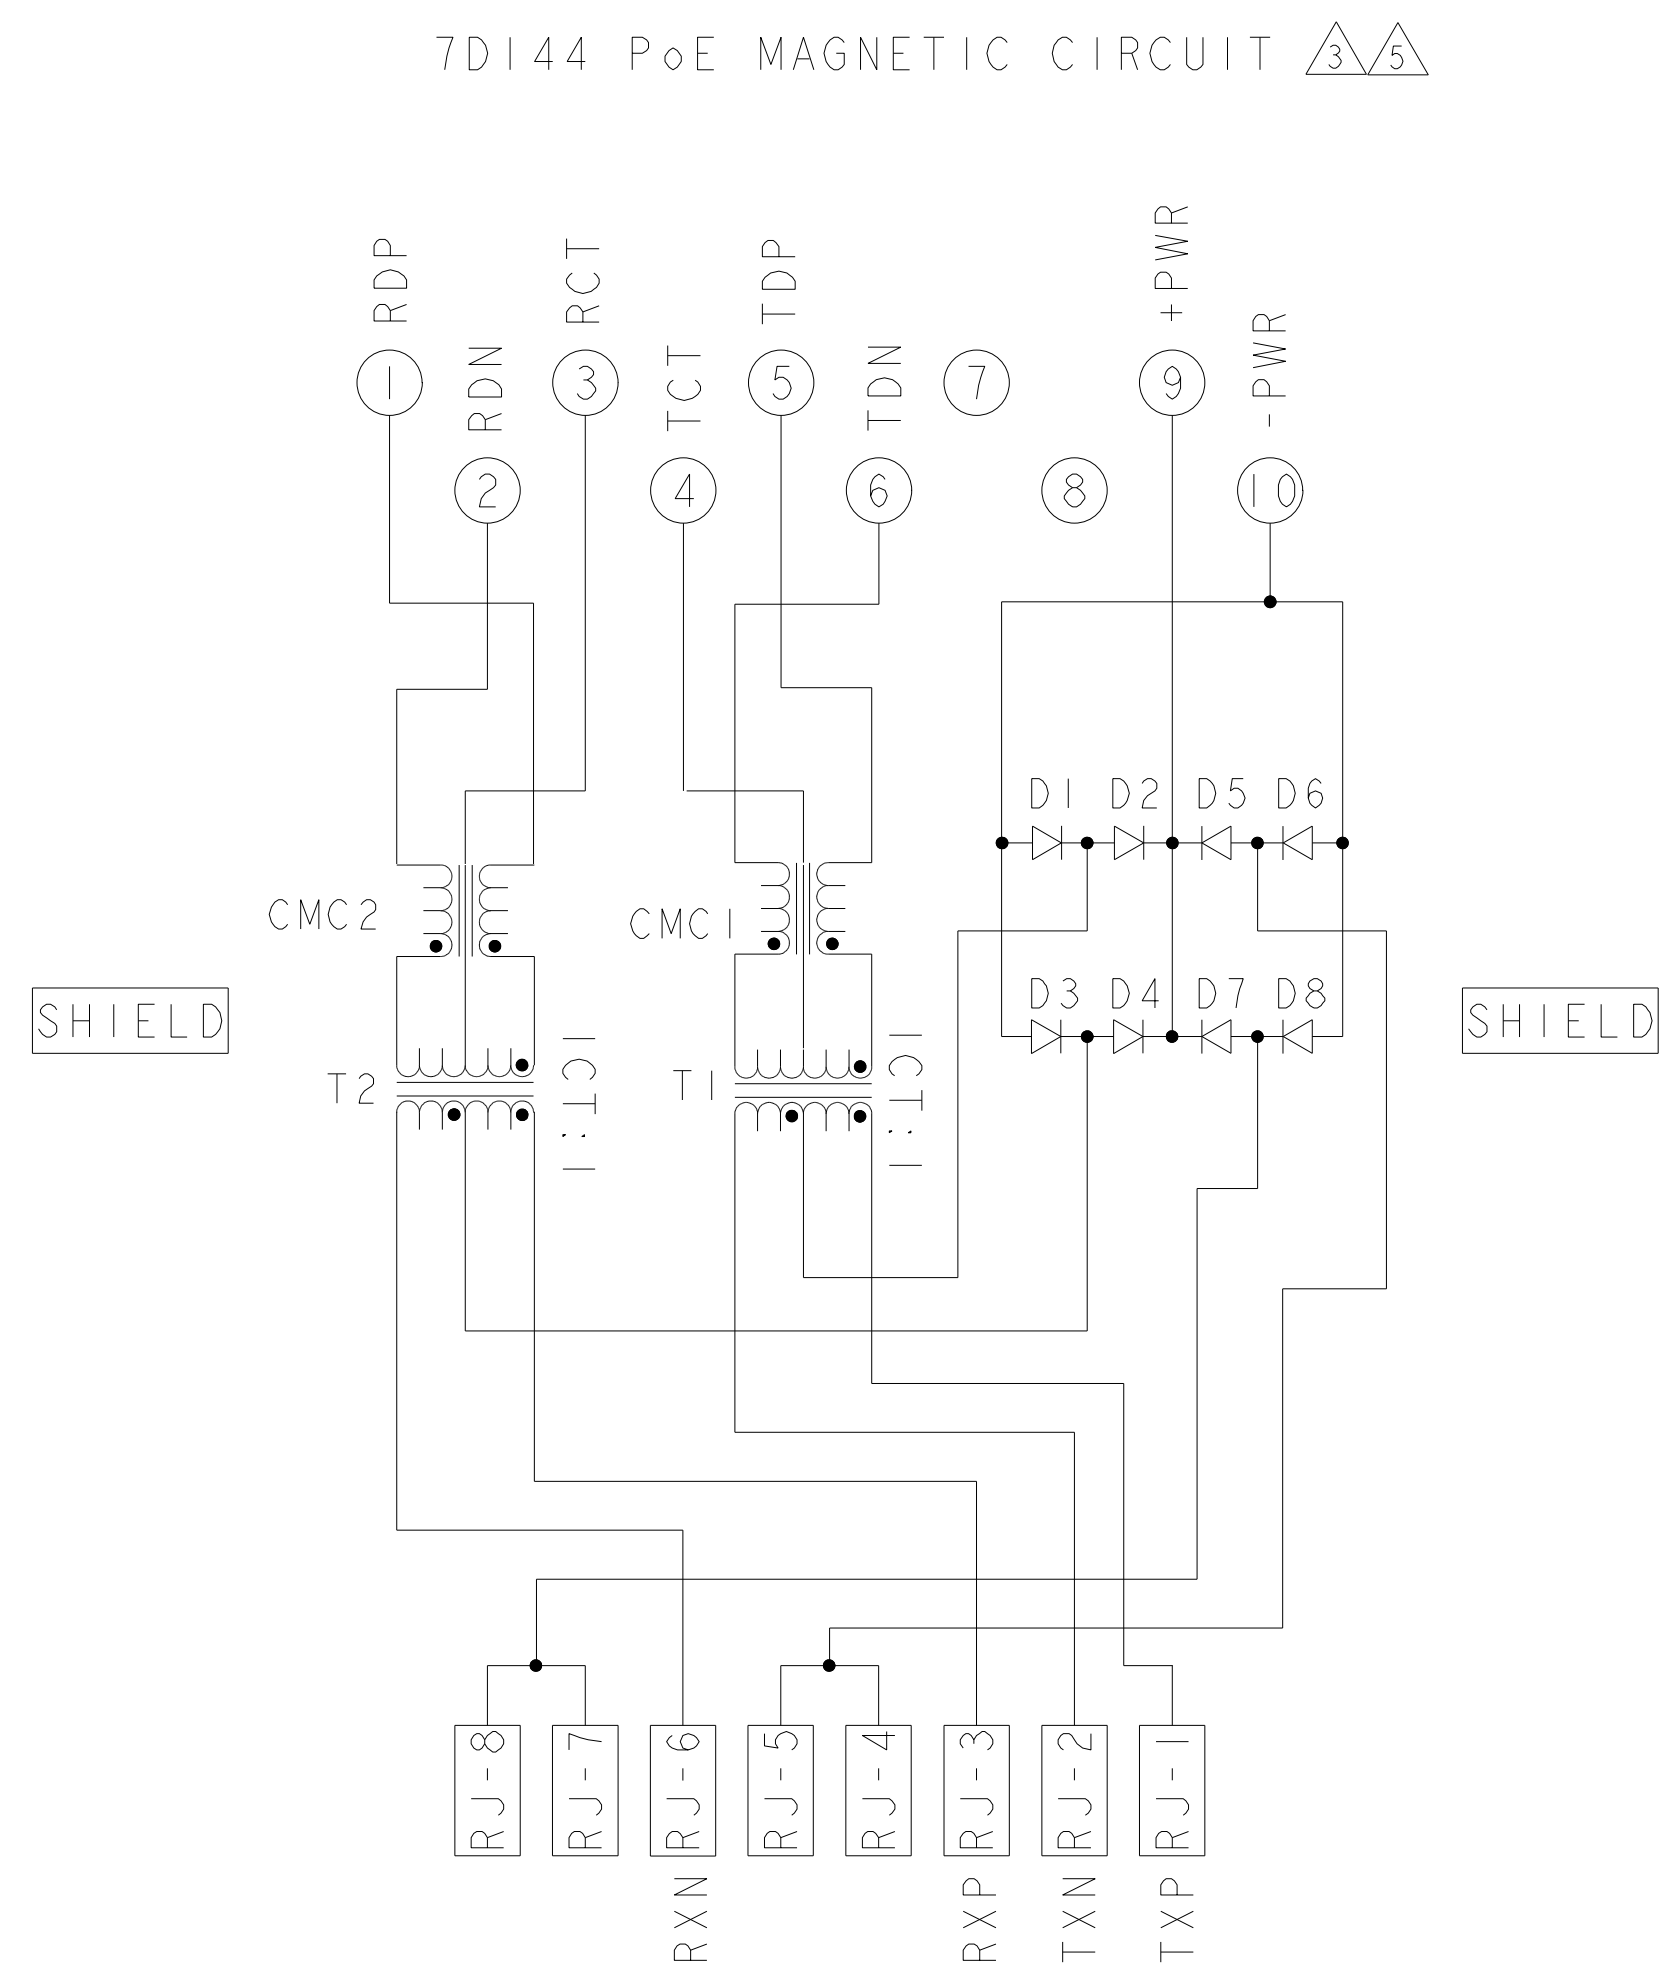 7D144 PoE MAGNETIC CIRCUIT 3 5
RDP
RDN
RCT
TCT
TDP
TDN
+PWR
-PWR
1
3
5
7
9
2
4
6
8
10
D1 D2 D5 D6
CMC2
CMC1
D3 D4 D7 D8
SHIELD
SHIELD
T2
1CT:1
T1
1CT:1
RJ-8
RJ-7
RJ-6
RJ-5
RJ-4
RJ-3
RJ-2
RJ-1
RXN
RXP
TXN
TXP